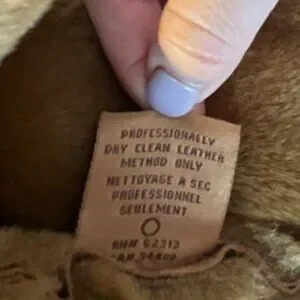 PROFESSIONALLY
DRY CLEAN LEATHER
METHOD ONLY
NETTOYAGE A SEC
PROFESSIONNEL
SEULEMENT
RN# 62313